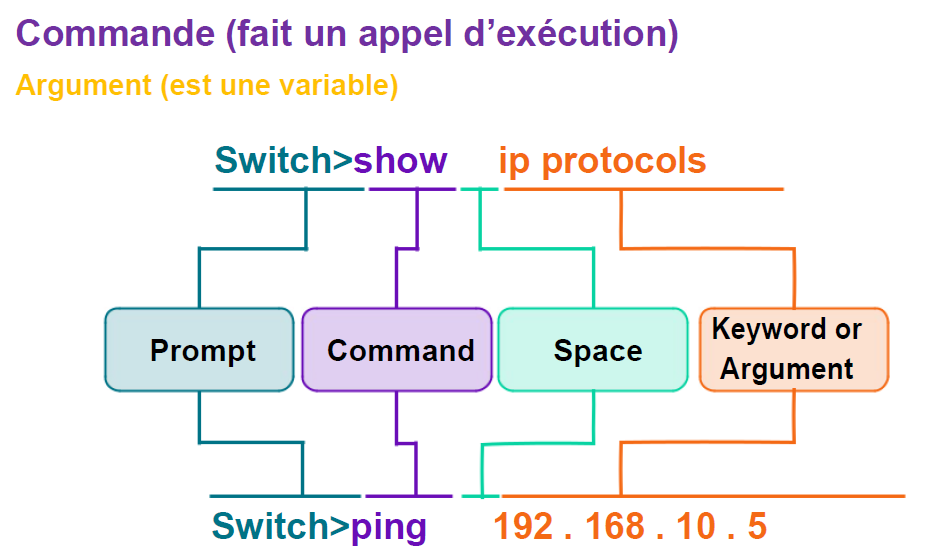 Commande (fait un appel d’exécution)
Argument (est une variable)
Switch>show ip protocols
Prompt
Command
Space
Keyword or
Argument
Switch>ping 192 . 168 . 10 . 5